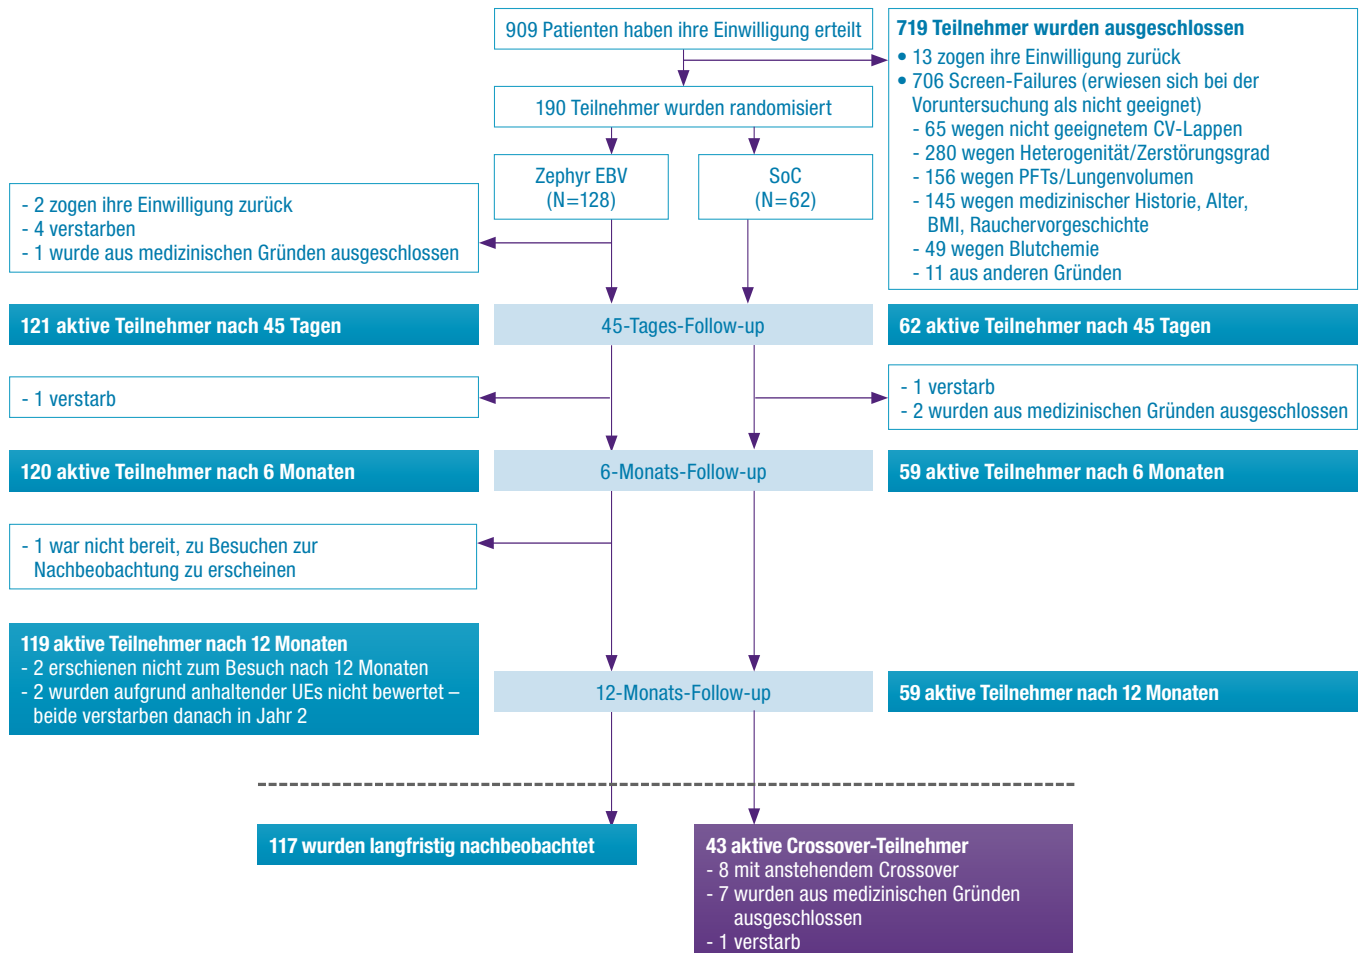 909 Patienten haben ihre Einwilligung erteilt
719 Teilnehmer wurden ausgeschlossen
• 13 zogen ihre Einwilligung zurück
• 706 Screen-Failures (erwiesen sich bei der
Voruntersuchung als nicht geeignet)
- 65 wegen nicht geeignetem CV-Lappen
- 280 wegen Heterogenität/Zerstörungsgrad
- 156 wegen PFTs/Lungenvolumen
- 145 wegen medizinischer Historie, Alter,
BMI, Rauchervorgeschichte
- 49 wegen Blutchemie
- 11 aus anderen Gründen
190 Teilnehmer wurden randomisiert
Zephyr EBV
(N=128)
SoC
(N=62)
- 2 zogen ihre Einwilligung zurück
- 4 verstarben
- 1 wurde aus medizinischen Gründen ausgeschlossen
121 aktive Teilnehmer nach 45 Tagen
45-Tages-Follow-up
62 aktive Teilnehmer nach 45 Tagen
- 1 verstarb
- 1 verstarb
- 2 wurden aus medizinischen Gründen ausgeschlossen
120 aktive Teilnehmer nach 6 Monaten
6-Monats-Follow-up
59 aktive Teilnehmer nach 6 Monaten
- 1 war nicht bereit, zu Besuchen zur
Nachbeobachtung zu erscheinen
119 aktive Teilnehmer nach 12 Monaten
- 2 erschienen nicht zum Besuch nach 12 Monaten
- 2 wurden aufgrund anhaltender UEs nicht bewertet –
beide verstarben danach in Jahr 2
12-Monats-Follow-up
59 aktive Teilnehmer nach 12 Monaten
117 wurden langfristig nachbeobachtet
43 aktive Crossover-Teilnehmer
- 8 mit anstehendem Crossover
- 7 wurden aus medizinischen Gründen
ausgeschlossen
- 1 verstarb